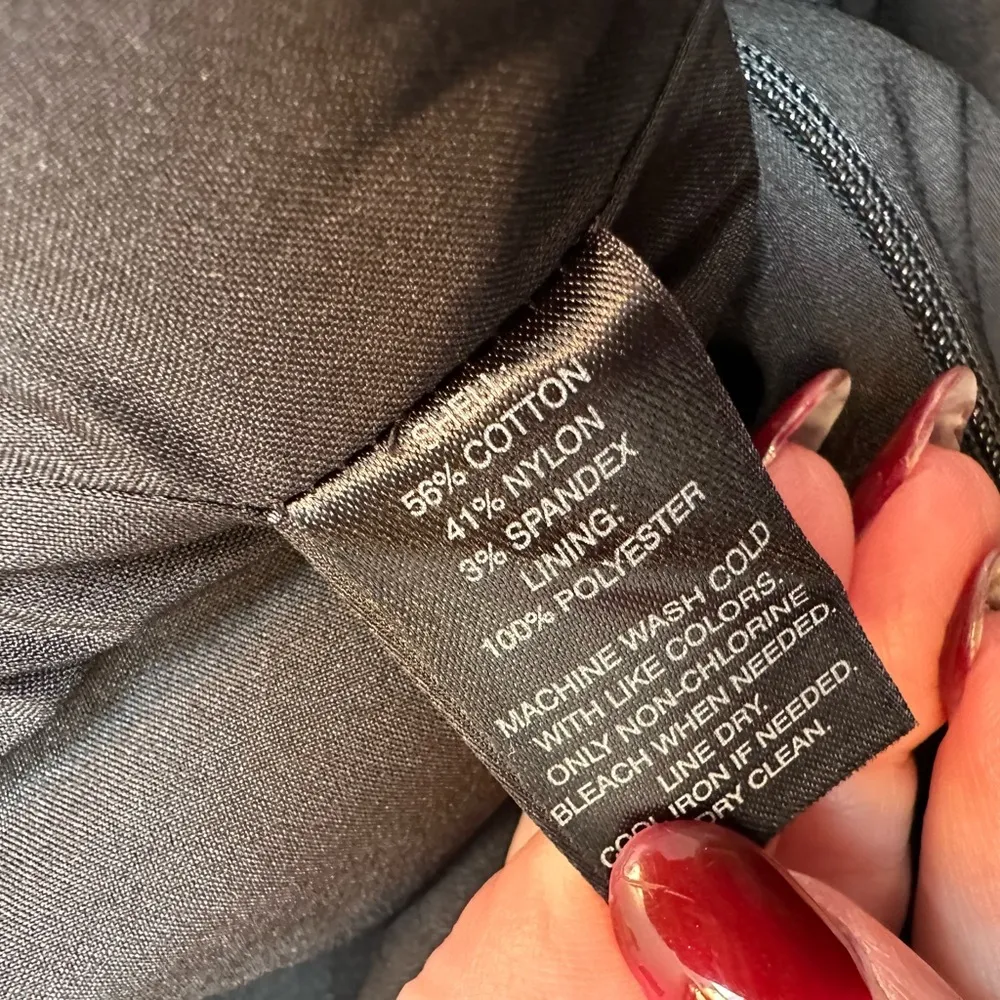 SHELL:
56% COTTON
41% NYLON
3% SPANDEX
LINING:
100% POLYESTER
MACHINE WASH COLD
WITH LIKE COLORS.
ONLY NON-CHLORINE
BLEACH WHEN NEEDED.
LINE DRY.
COOL IRON IF NEEDED.
DRY CLEAN.